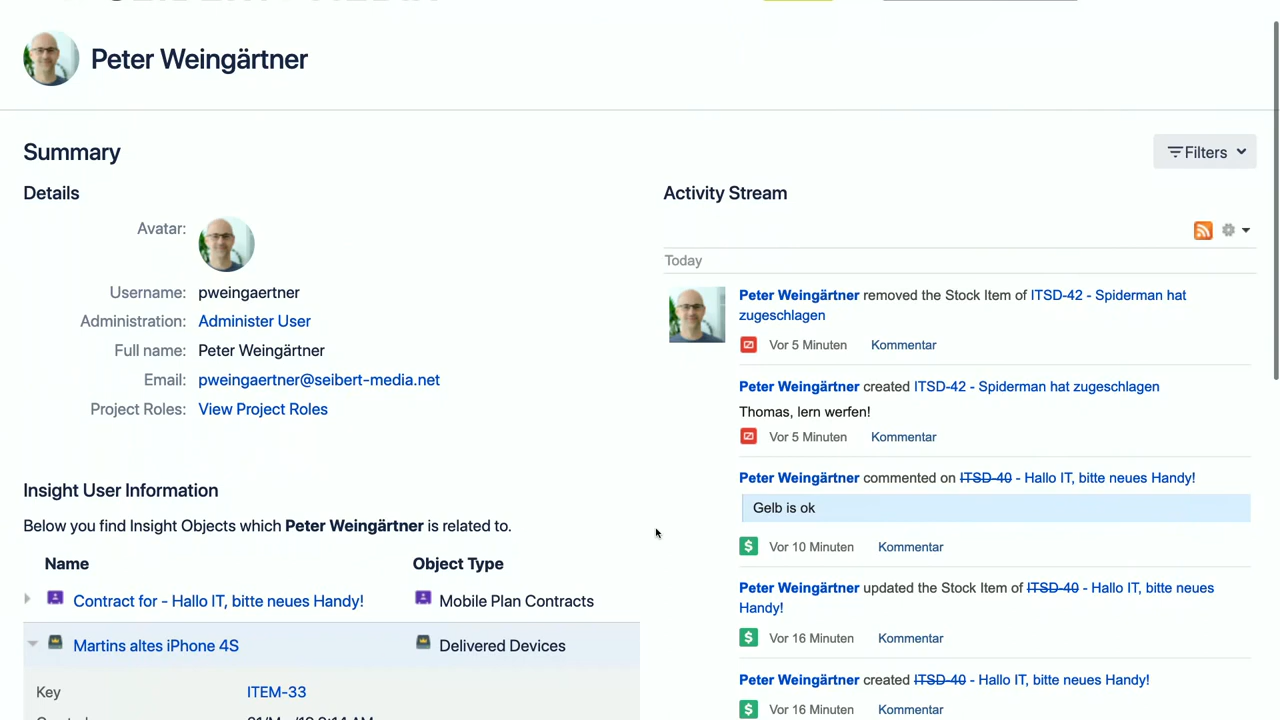 Peter Weingärtner
Summary
Filters
Details
Avatar:
Username: pweingaertner
Administration: Administer User
Full name: Peter Weingärtner
Email: pweingaertner@seibert-media.net
Project Roles: View Project Roles
Insight User Information
Below you find Insight Objects which Peter Weingärtner is related to.
Name Object Type
Contract for - Hallo IT, bitte neues Handy! Mobile Plan Contracts
Martins altes iPhone 4S Delivered Devices
Key ITEM-33
Activity Stream
Today
Peter Weingärtner removed the Stock Item of ITSD-42 - Spiderman hat
zugeschlagen
Vor 5 Minuten Kommentar
Peter Weingärtner created ITSD-42 - Spiderman hat zugeschlagen
Thomas, lern werfen!
Vor 5 Minuten Kommentar
Peter Weingärtner commented on ITSD-40 - Hallo IT, bitte neues Handy!
Gelb is ok
Vor 10 Minuten Kommentar
Peter Weingärtner updated the Stock Item of ITSD-40 - Hallo IT, bitte neues
Handy!
Vor 16 Minuten Kommentar
Peter Weingärtner created ITSD-40 - Hallo IT, bitte neues Handy!
Vor 16 Minuten Kommentar